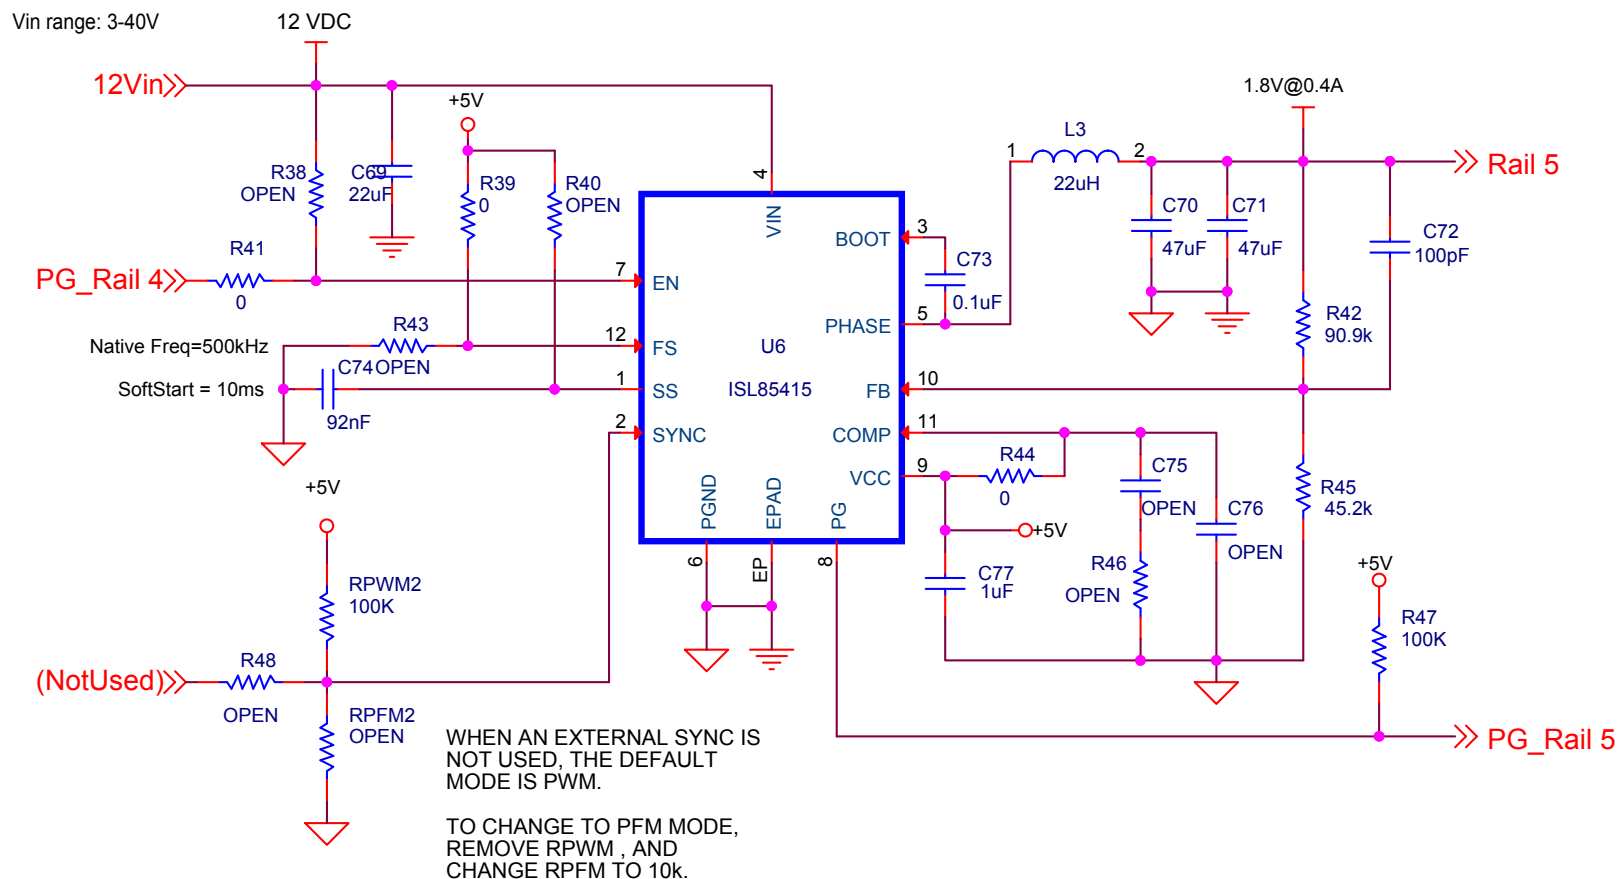 Vin range: 3-40V
12 VDC
12Vin
+5V
1.8V@0.4A
L3
1
2
22uH
Rail 5
R38
OPEN
C69
22uF
R39
0
R40
OPEN
4
VIN
3
BOOT
C70
47uF
C71
47uF
C72
100pF
R41
0
PG_Rail 4
7
EN
C73
0.1uF
5
PHASE
R42
90.9k
Native Freq=500kHz
R43
OPEN
12
FS
U6
SoftStart = 10ms
C74
92nF
1
SS
ISL85415
10
FB
2
SYNC
11
COMP
9
VCC
R44
0
C75
OPEN
C76
OPEN
R45
45.2k
PGND
EPAD
PG
6
EP
8
+5V
+5V
C77
1uF
R46
OPEN
+5V
R47
100K
RPWM2
100K
(NotUsed)
R48
OPEN
RPFM2
OPEN
PG_Rail 5
WHEN AN EXTERNAL SYNC IS
NOT USED, THE DEFAULT
MODE IS PWM.
TO CHANGE TO PFM MODE,
REMOVE RPWM , AND
CHANGE RPFM TO 10k.